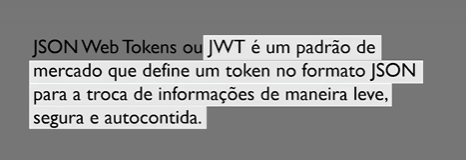 JSON Web Tokens ou JWT é um padrão de
mercado que define um token no formato JSON
para a troca de informações de maneira leve,
segura e autocontida.